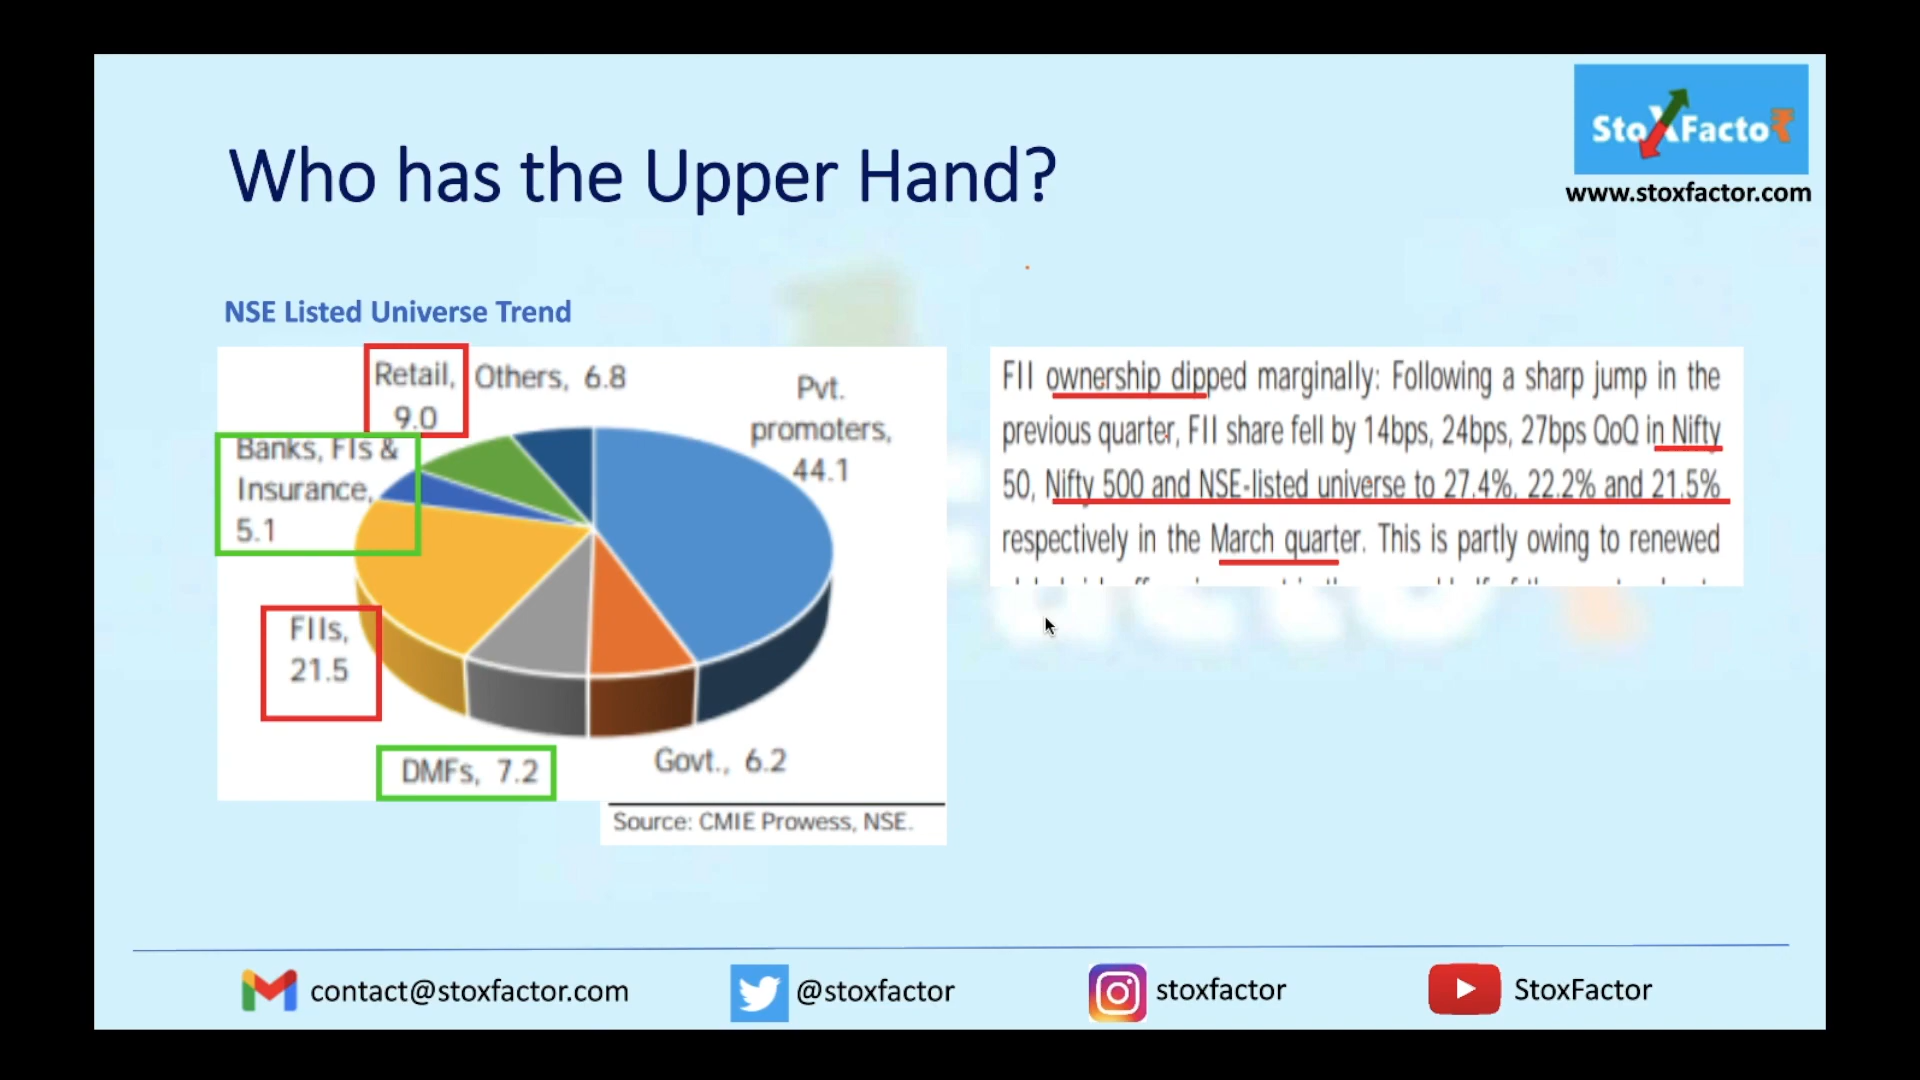 StoXFacto₹
www.stoxfactor.com
Who has the Upper Hand?
NSE Listed Universe Trend
Retail,
9.0
Others, 6.8
Pvt.
promoters,
44.1
Banks, FIs &
Insurance,
5.1
FIIs,
21.5
DMFs, 7.2
Govt., 6.2
Source: CMIE Prowess, NSE.
FII ownership dipped marginally: Following a sharp jump in the
previous quarter, FII share fell by 14bps, 24bps, 27bps QoQ in Nifty
50, Nifty 500 and NSE-listed universe to 27.4%, 22.2% and 21.5%
respectively in the March quarter. This is partly owing to renewed
contact@stoxfactor.com
@stoxfactor
stoxfactor
StoxFactor